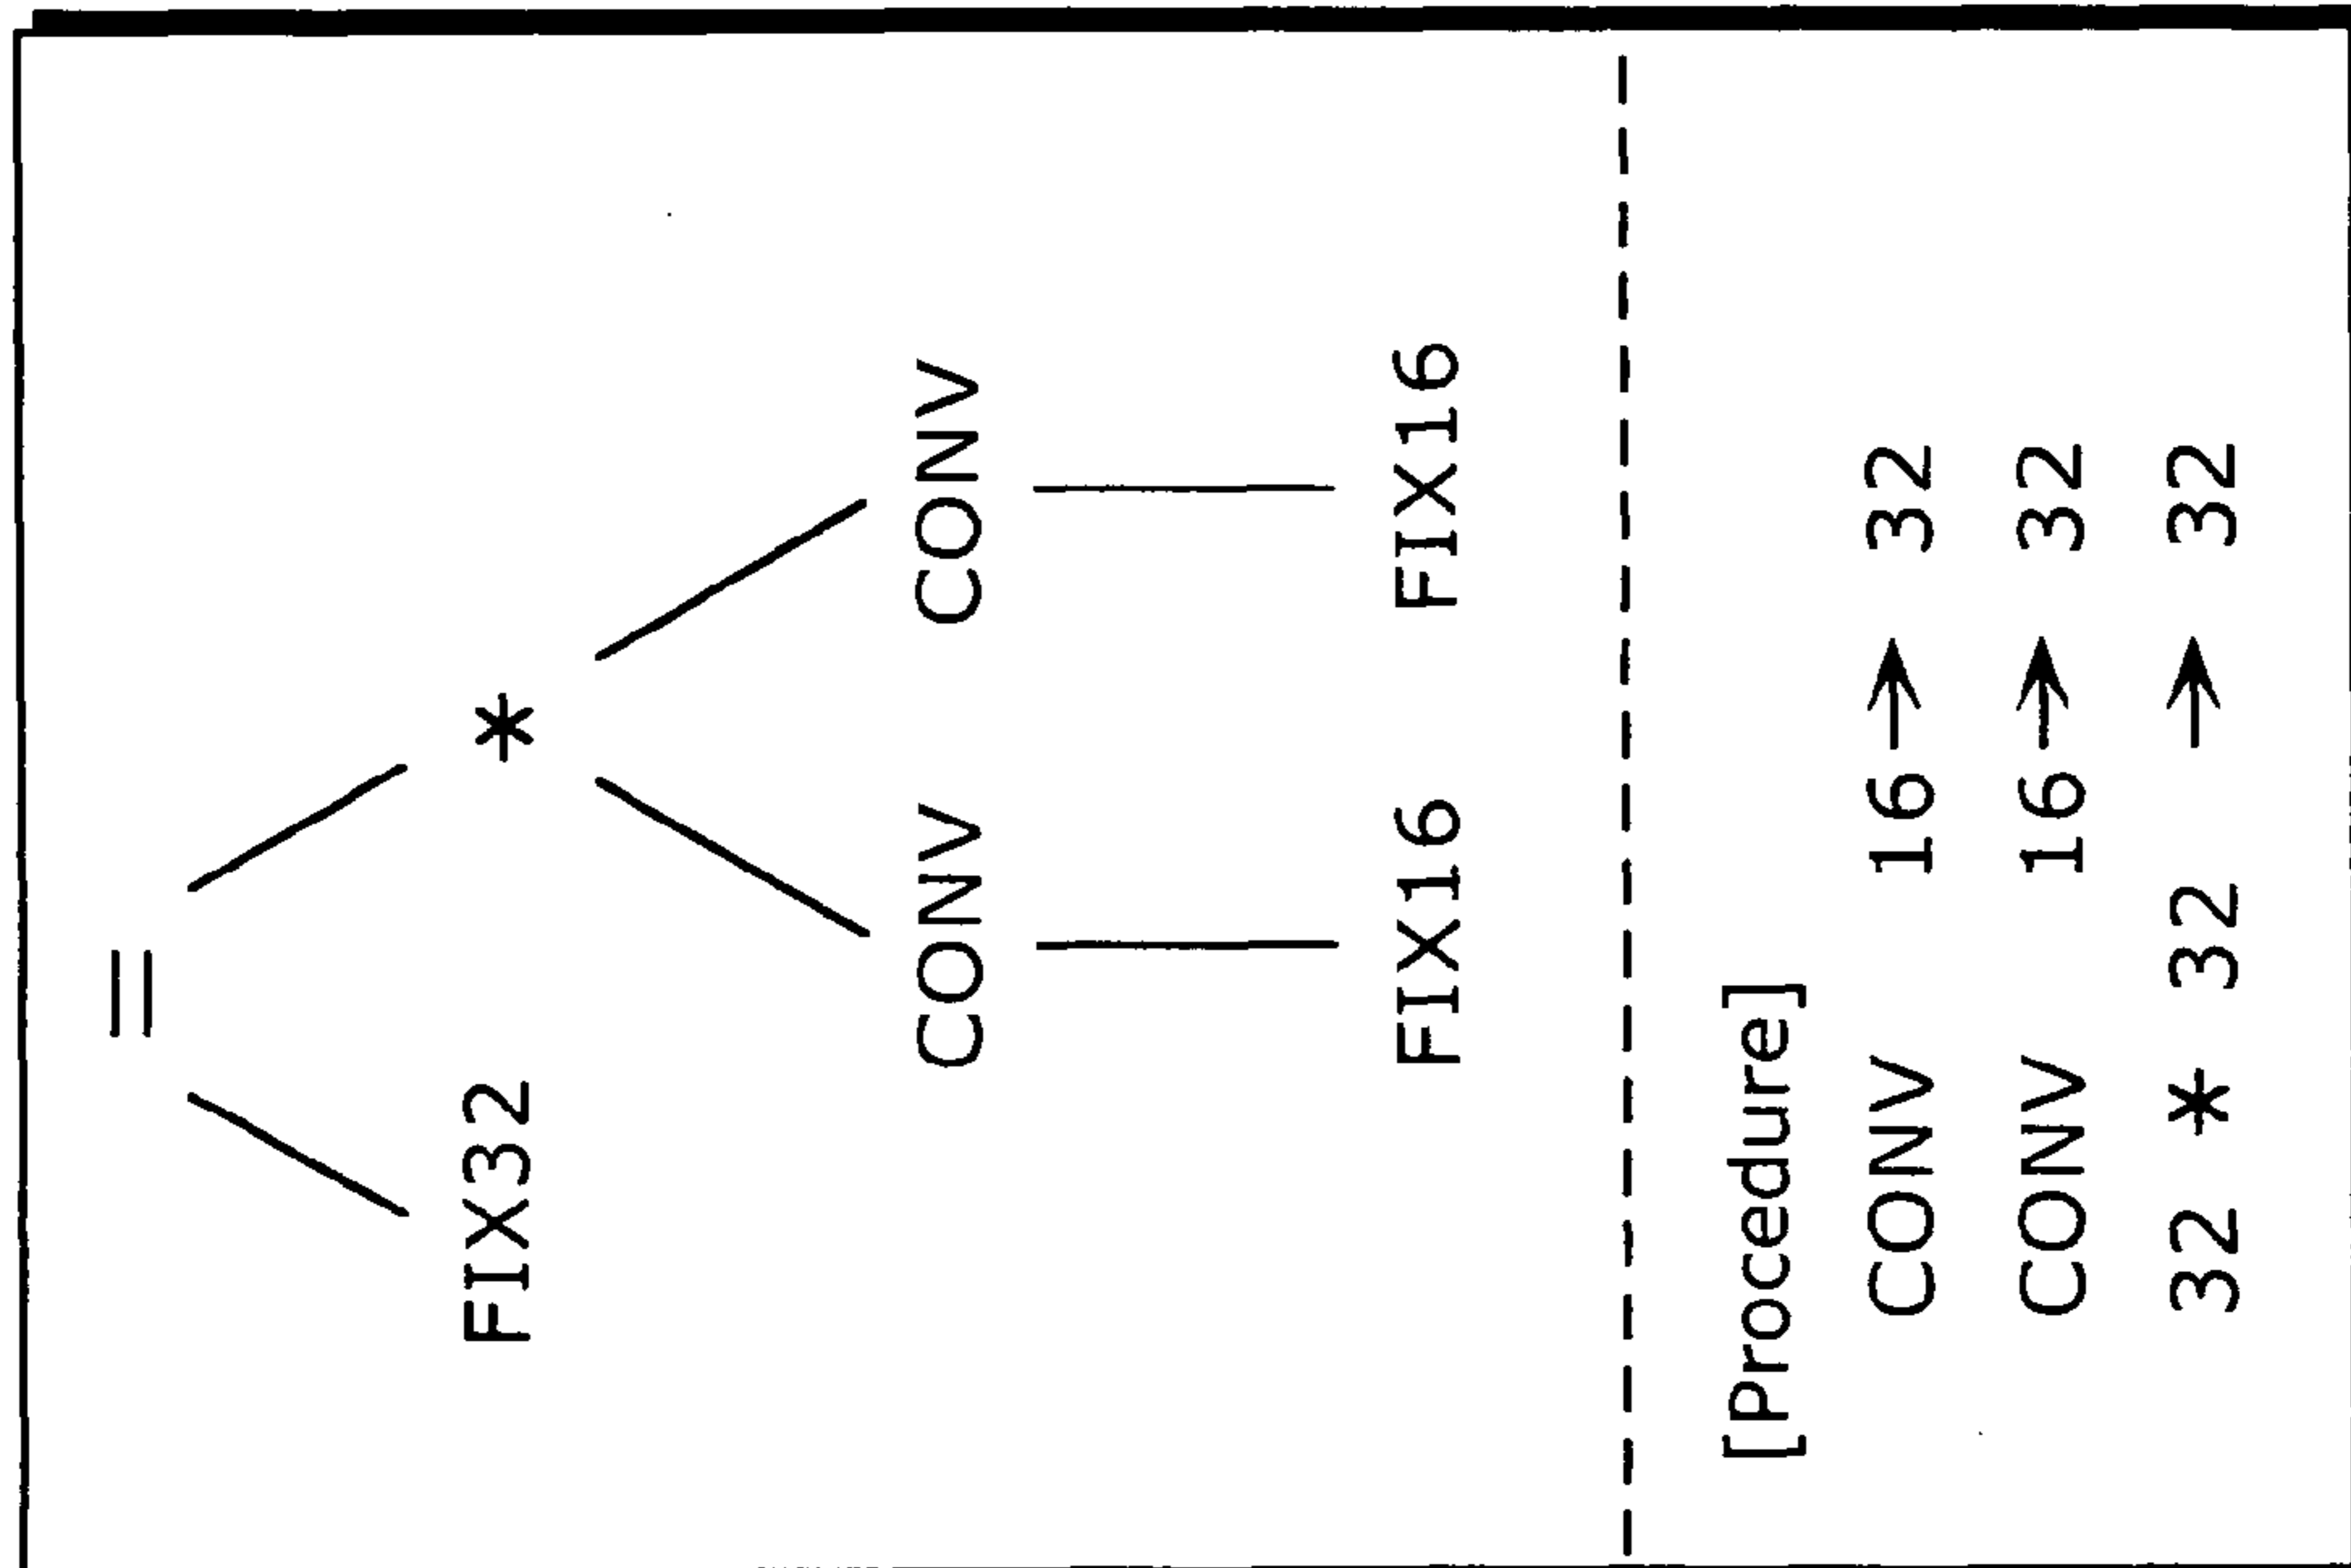 =
FIX32 *
CONV CONV
FIX16 FIX16
[Procedure]
CONV 16→ 32
CONV 16→ 32
32 * 32 → 32